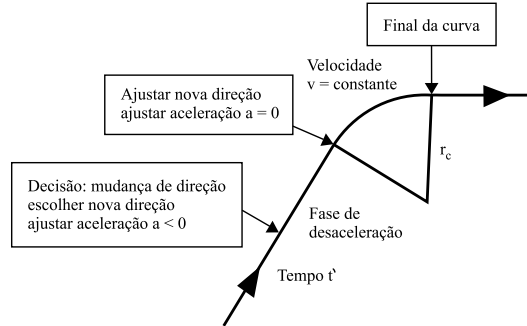 Final da curva
Velocidade
v = constante
Ajustar nova direção
ajustar aceleração a = 0
r_c
Decisão: mudança de direção
escolher nova direção
ajustar aceleração a < 0
Fase de
desaceleração
Tempo t`